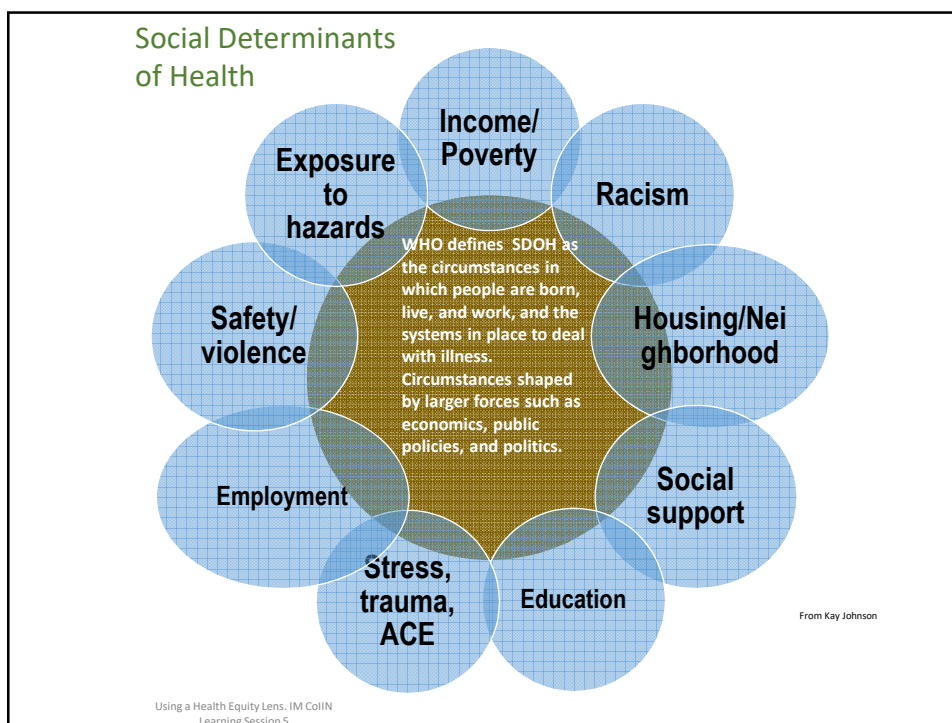 Social Determinants
of Health
Income/
Poverty
Racism
Housing/Nei
ghborhood
Social
support
Education
Stress,
trauma,
ACE
Employment
Safety/
violence
Exposure
to
hazards
WHO defines SDOH as
the circumstances in
which people are born,
live, and work, and the
systems in place to deal
with illness.
Circumstances shaped
by larger forces such as
economics, public
policies, and politics.
From Kay Johnson
Using a Health Equity Lens. IM CoIIN
Learning Session 5